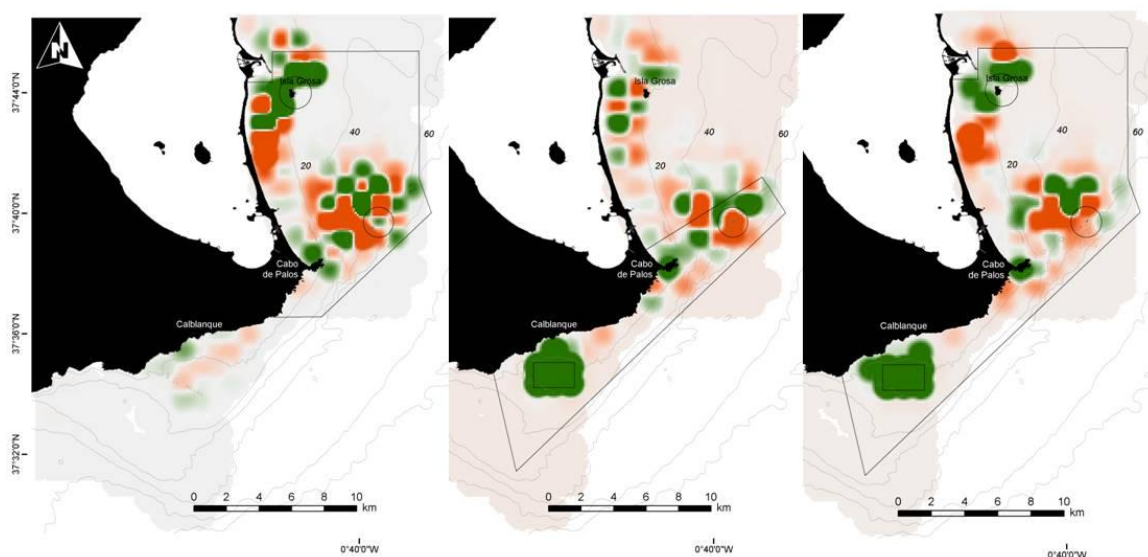 N
37°44'0"N
37°40'0"N
37°36'0"N
37°32'0"N
Isla Grosa
40
60
20
Cabo
de Palos
Calblanque
0 2 4 6 8 10
km
0°40'0"W
Isla Grosa
40
60
20
Cabo
de Palos
Calblanque
0 2 4 6 8 10
km
0°40'0"W
Isla Grosa
40
60
20
Cabo
de Palos
Calblanque
0 2 4 6 8 10
km
0°40'0"W